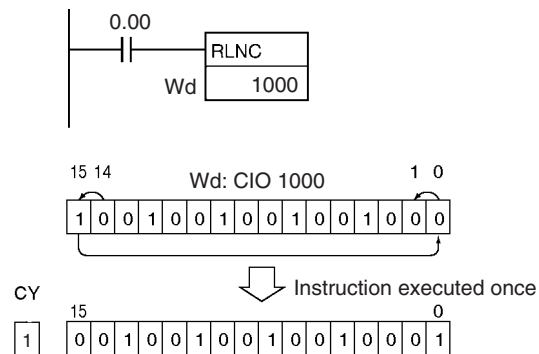 0.00
RLNC
Wd 1000
15 14 1 0
Wd: CIO 1000
1 0 0 1 0 0 1 0 0 1 0 0 1 0 0 0
Instruction executed once
CY
15 0
1 0 0 1 0 0 1 0 0 1 0 0 1 0 0 0 1